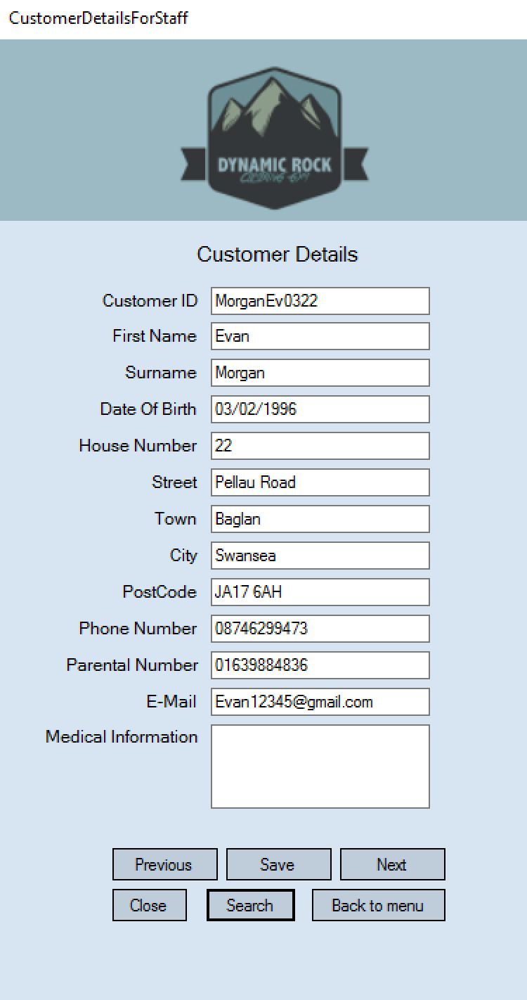 CustomerDetailsForStaff
DYNAMIC ROCK
CLIMBING GYM
Customer Details
Customer ID MorganEv0322
First Name Evan
Surname Morgan
Date Of Birth 03/02/1996
House Number 22
Street Pellau Road
Town Baglan
City Swansea
PostCode JA17 6AH
Phone Number 08746299473
Parental Number 01639884836
E-Mail Evan12345@gmail.com
Medical Information
Previous Save Next
Close Search Back to menu